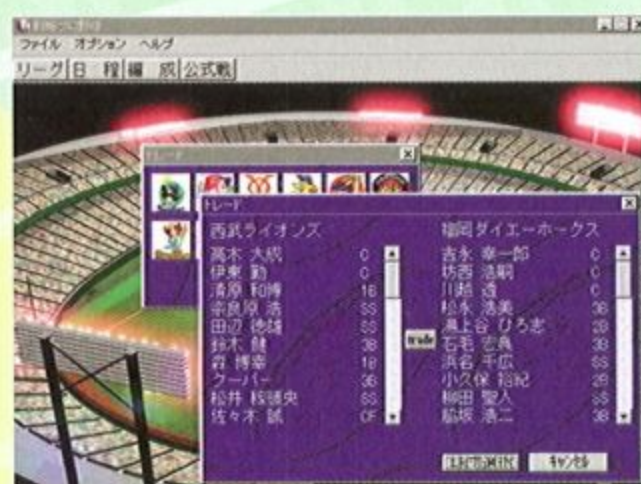 ファイル オプション ヘルプ
リーグ 日 程 編 成 公式戦
トレード
トレード
西武ライオンズ
福岡ダイエーホークス
高木 大成 C
伊東 勤 C
清原 和博 1B
奈良原 浩 SS
田辺 徳雄 SS
鈴木 健 3B
森 博幸 1B
クーパー 3B
松井 稼頭央 SS
佐々木 誠 CF
trade
吉永 幸一郎 C
坊西 浩嗣 C
川越 透 C
松永 浩美 3B
湯上谷 ひろ志 2B
石毛 宏典 3B
浜名 千広 SS
小久保 裕紀 2B
柳田 聖人 SS
脇坂 浩二 3B
キャンセル